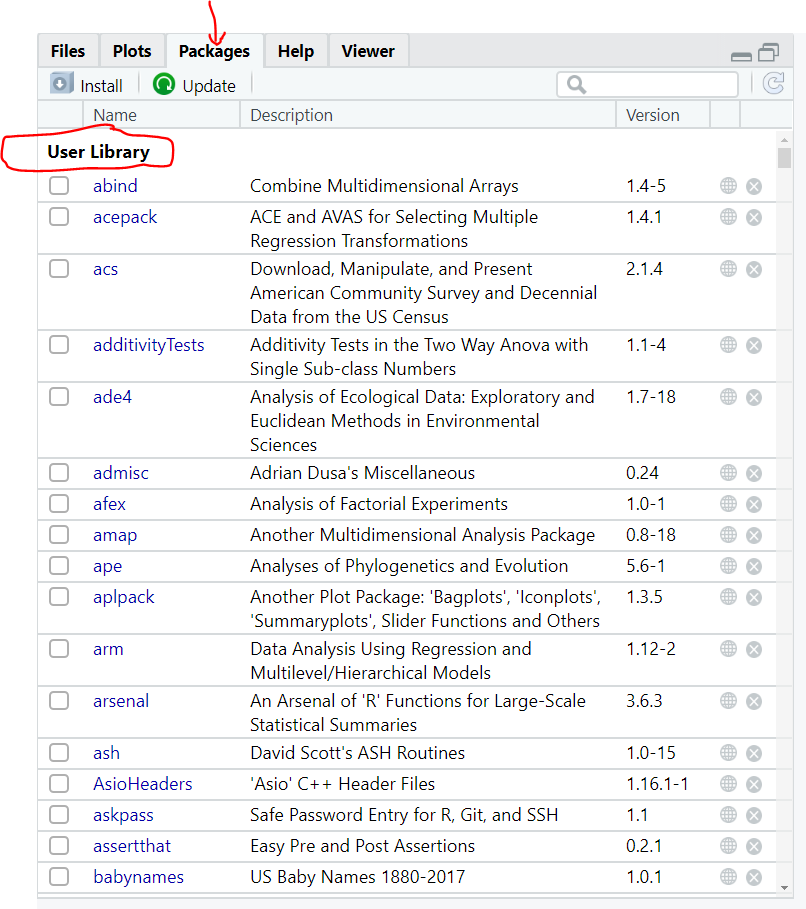 Files Plots Packages Help Viewer
Install Update
Name Description Version
User Library
abind Combine Multidimensional Arrays 1.4-5
acepack ACE and AVAS for Selecting Multiple 1.4.1
Regression Transformations
acs Download, Manipulate, and Present 2.1.4
American Community Survey and Decennial
Data from the US Census
additivityTests Additivity Tests in the Two Way Anova with 1.1-4
Single Sub-class Numbers
ade4 Analysis of Ecological Data: Exploratory and 1.7-18
Euclidean Methods in Environmental
Sciences
admisc Adrian Dusa's Miscellaneous 0.24
afex Analysis of Factorial Experiments 1.0-1
amap Another Multidimensional Analysis Package 0.8-18
ape Analyses of Phylogenetics and Evolution 5.6-1
aplpack Another Plot Package: 'Bagplots', 'Iconplots', 1.3.5
'Summaryplots', Slider Functions and Others
arm Data Analysis Using Regression and 1.12-2
Multilevel/Hierarchical Models
arsenal An Arsenal of 'R' Functions for Large-Scale 3.6.3
Statistical Summaries
ash David Scott's ASH Routines 1.0-15
AsioHeaders 'Asio' C++ Header Files 1.16.1-1
askpass Safe Password Entry for R, Git, and SSH 1.1
assertthat Easy Pre and Post Assertions 0.2.1
babynames US Baby Names 1880-2017 1.0.1